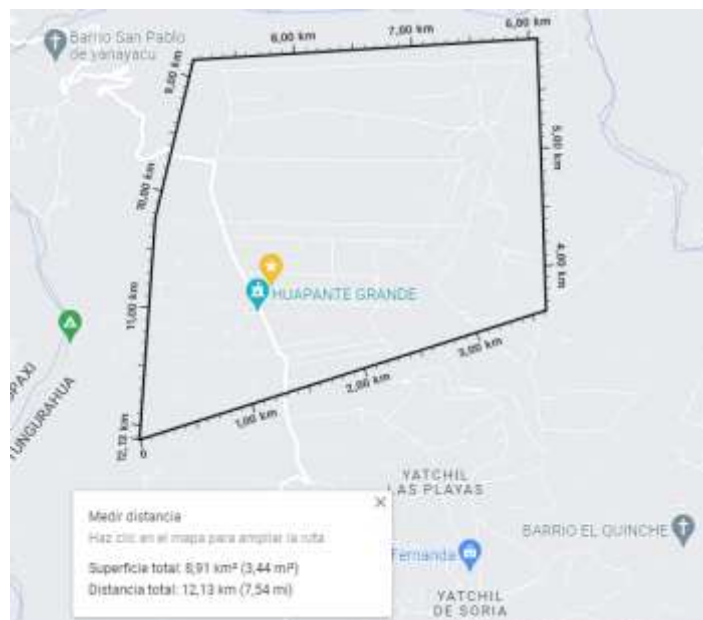 Barrio San Pablo
de yanayacu
6,00 km
7,00 km
8,00 km
9,00 km
5,00 km
10,00 km
4,00 km
HUAPANTE GRANDE
11,00 km
3,00 km
2,00 km
1,00 km
12,13 km
0
TUNGURAHUA
YATCHIL
LAS PLAYAS
BARRIO EL QUINCHE
Fernanda
YATCHIL
DE SORIA
Medir distancia
Haz clic en el mapa para ampliar la ruta
Superficie total: 8,91 km² (3,44 mi²)
Distancia total: 12,13 km (7,54 mi)